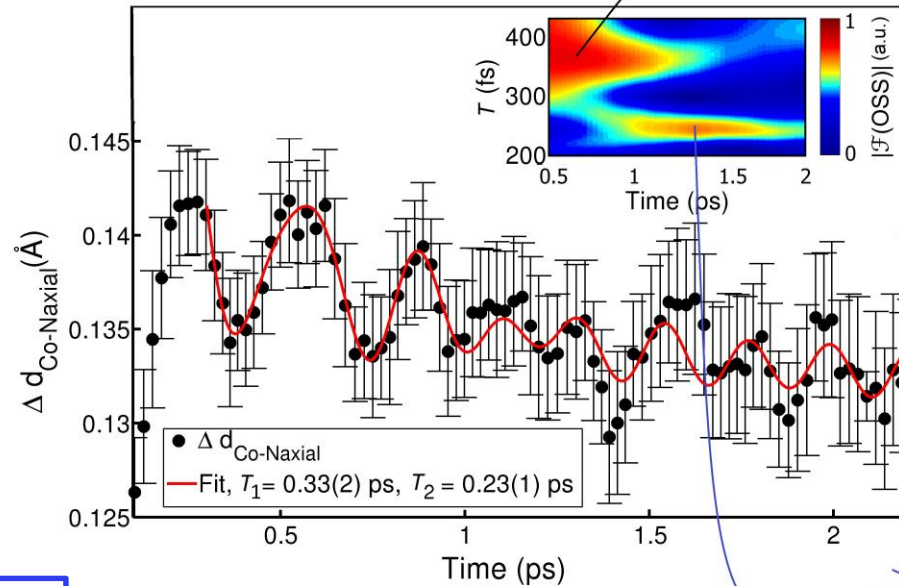 400
300
200
T (fs)
0.5
1
1.5
2
Time (ps)
1
0
|ℱ(OSS)| (a.u.)
0.145
0.14
0.135
0.13
0.125
Δ d_Co-Naxial(Å)
Δ d_Co-Naxial
Fit, T_1= 0.33(2) ps, T_2 = 0.23(1) ps
0.5
1
1.5
2
Time (ps)